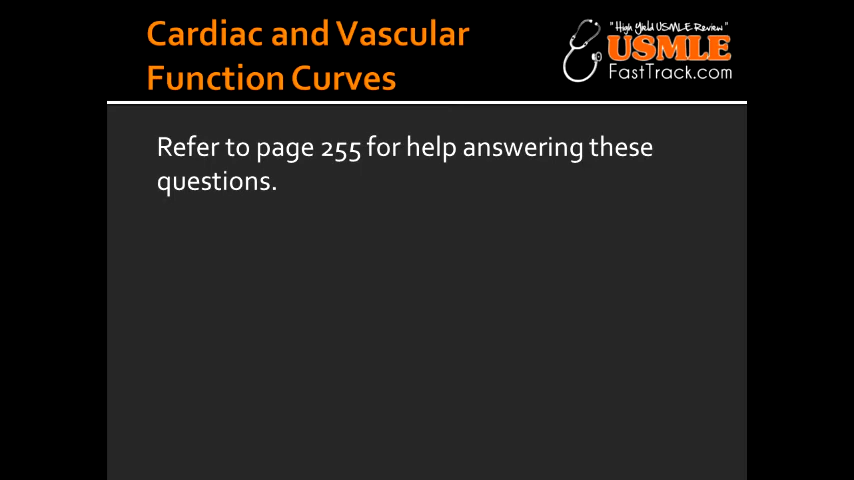 Cardiac and Vascular
Function Curves
"High Yield USMLE Review"
USMLE
FastTrack.com
Refer to page 255 for help answering these
questions.